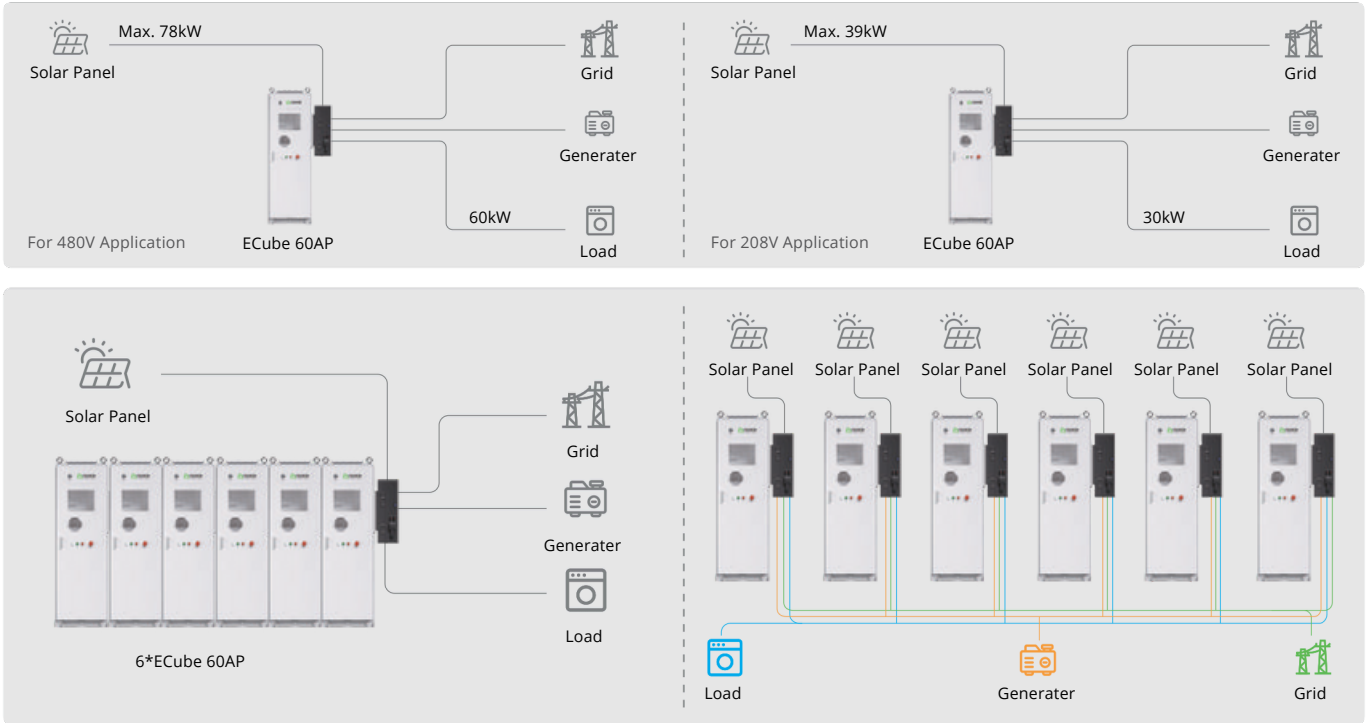 Max. 78kW
Solar Panel
Grid
Generater
60kW
For 480V Application
ECube 60AP
Load
Max. 39kW
Solar Panel
Grid
Generater
30kW
For 208V Application
ECube 60AP
Load
Solar Panel
Grid
Generater
Load
6*ECube 60AP
Solar Panel Solar Panel Solar Panel Solar Panel Solar Panel Solar Panel
Load Generater Grid